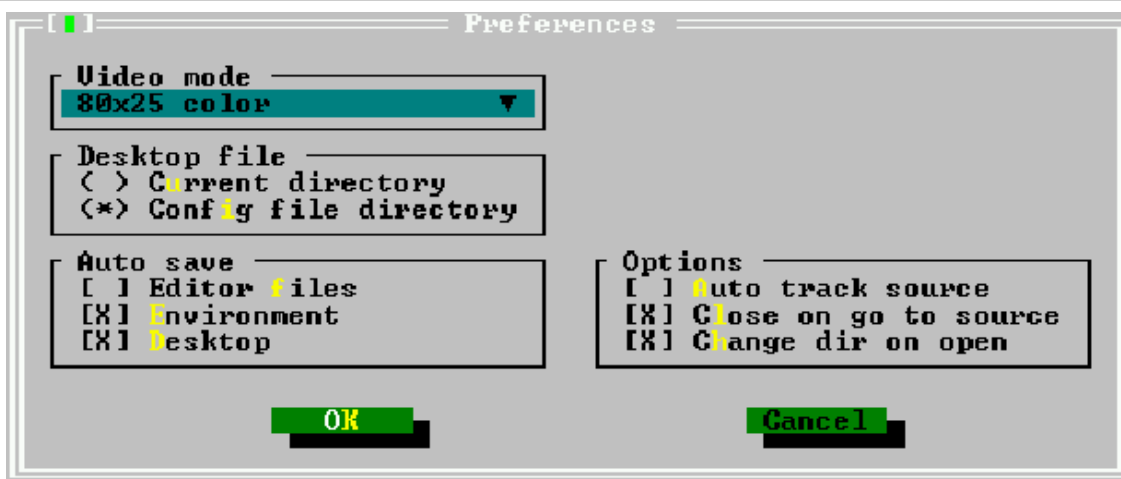 Preferences
Video mode
80x25 color
Desktop file
( ) Current directory
(*) Config file directory
Auto save
[ ] Editor files
[X] Environment
[X] Desktop
Options
[ ] Auto track source
[X] Close on go to source
[X] Change dir on open
OK
Cancel